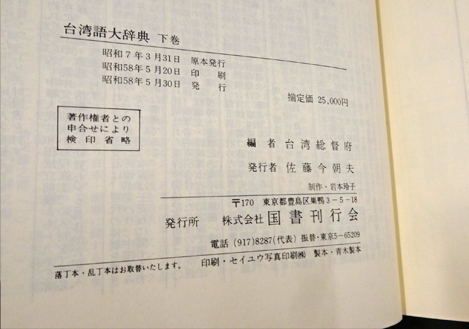 台湾語大辞典 下巻
昭和7年3月31日 原本発行
昭和58年5月20日 印刷
昭和58年5月30日 発行
揃定価 25,000円
著作権者との
申合せにより
検印省略
編者 台湾総督府
発行者 佐藤今朝夫
制作・岩本玲子
〒170 東京都豊島区巣鴨3-5-18
発行所 株式会社 国書刊行会
電話 (917)8287(代表) 振替・東京5-65209
落丁本・乱丁本はお取替いたします。 印刷・セイユウ写真印刷㈱ 製本・青木製本